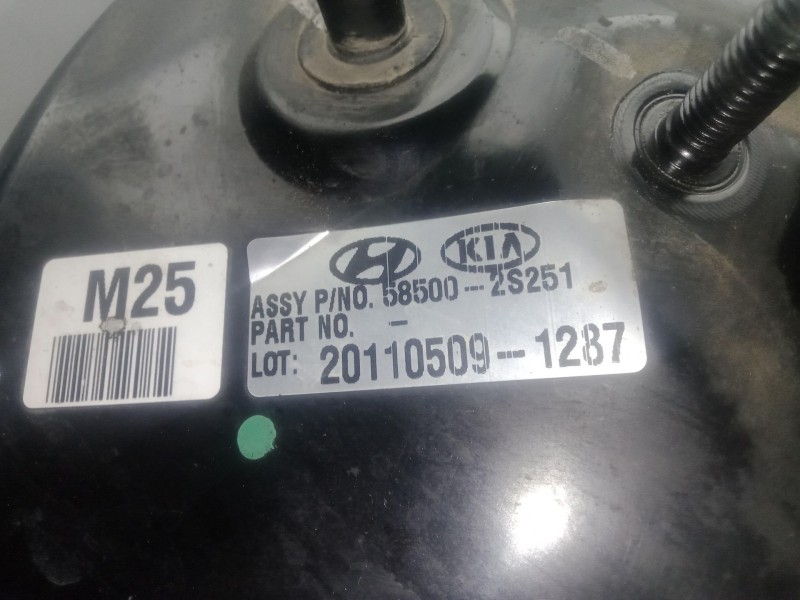 M25
KIA
ASSY P/NO. 58500-2S251
PART NO. -
LOT: 20110509-1287